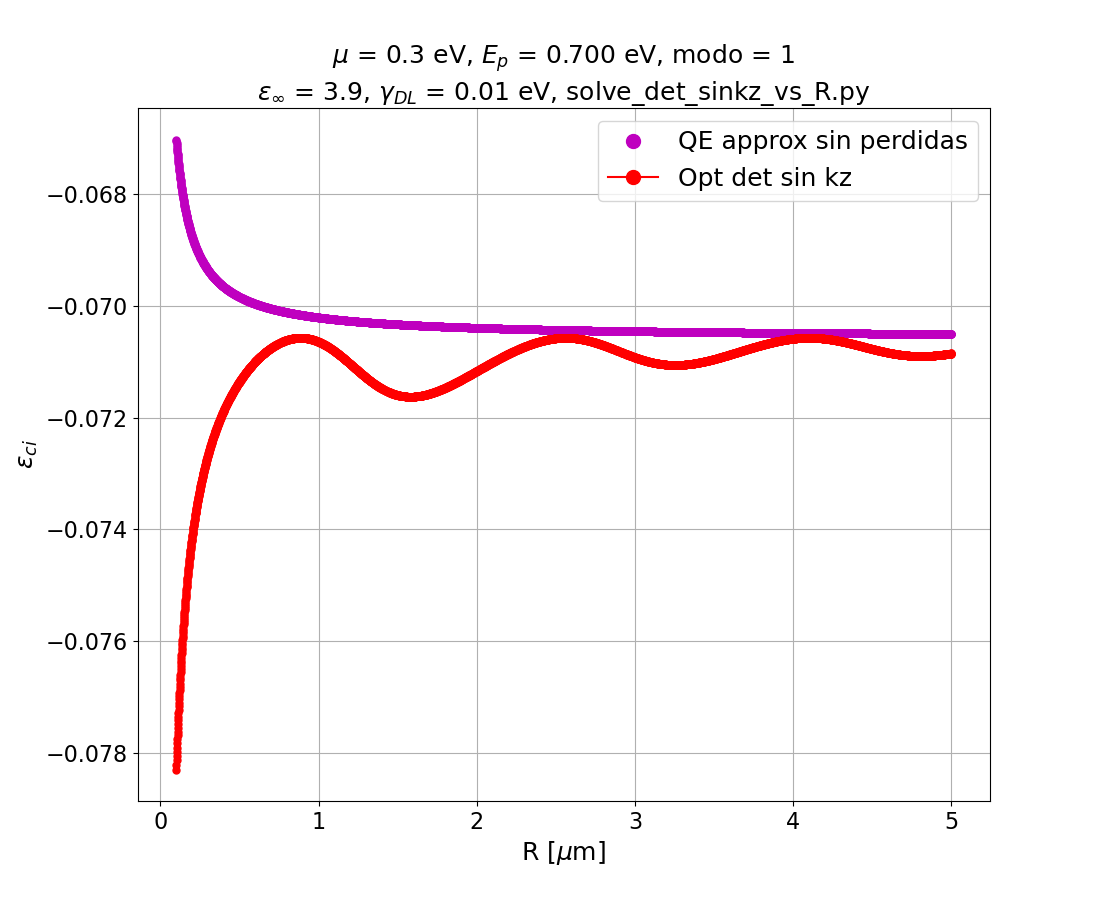 μ = 0.3 eV, E_p = 0.700 eV, modo = 1
ε_∞ = 3.9, γ_DL = 0.01 eV, solve_det_sinkz_vs_R.py
QE approx sin perdidas
Opt det sin kz
−0.068
−0.070
−0.072
−0.074
−0.076
−0.078
ε_ci
0 1 2 3 4 5
R [μm]